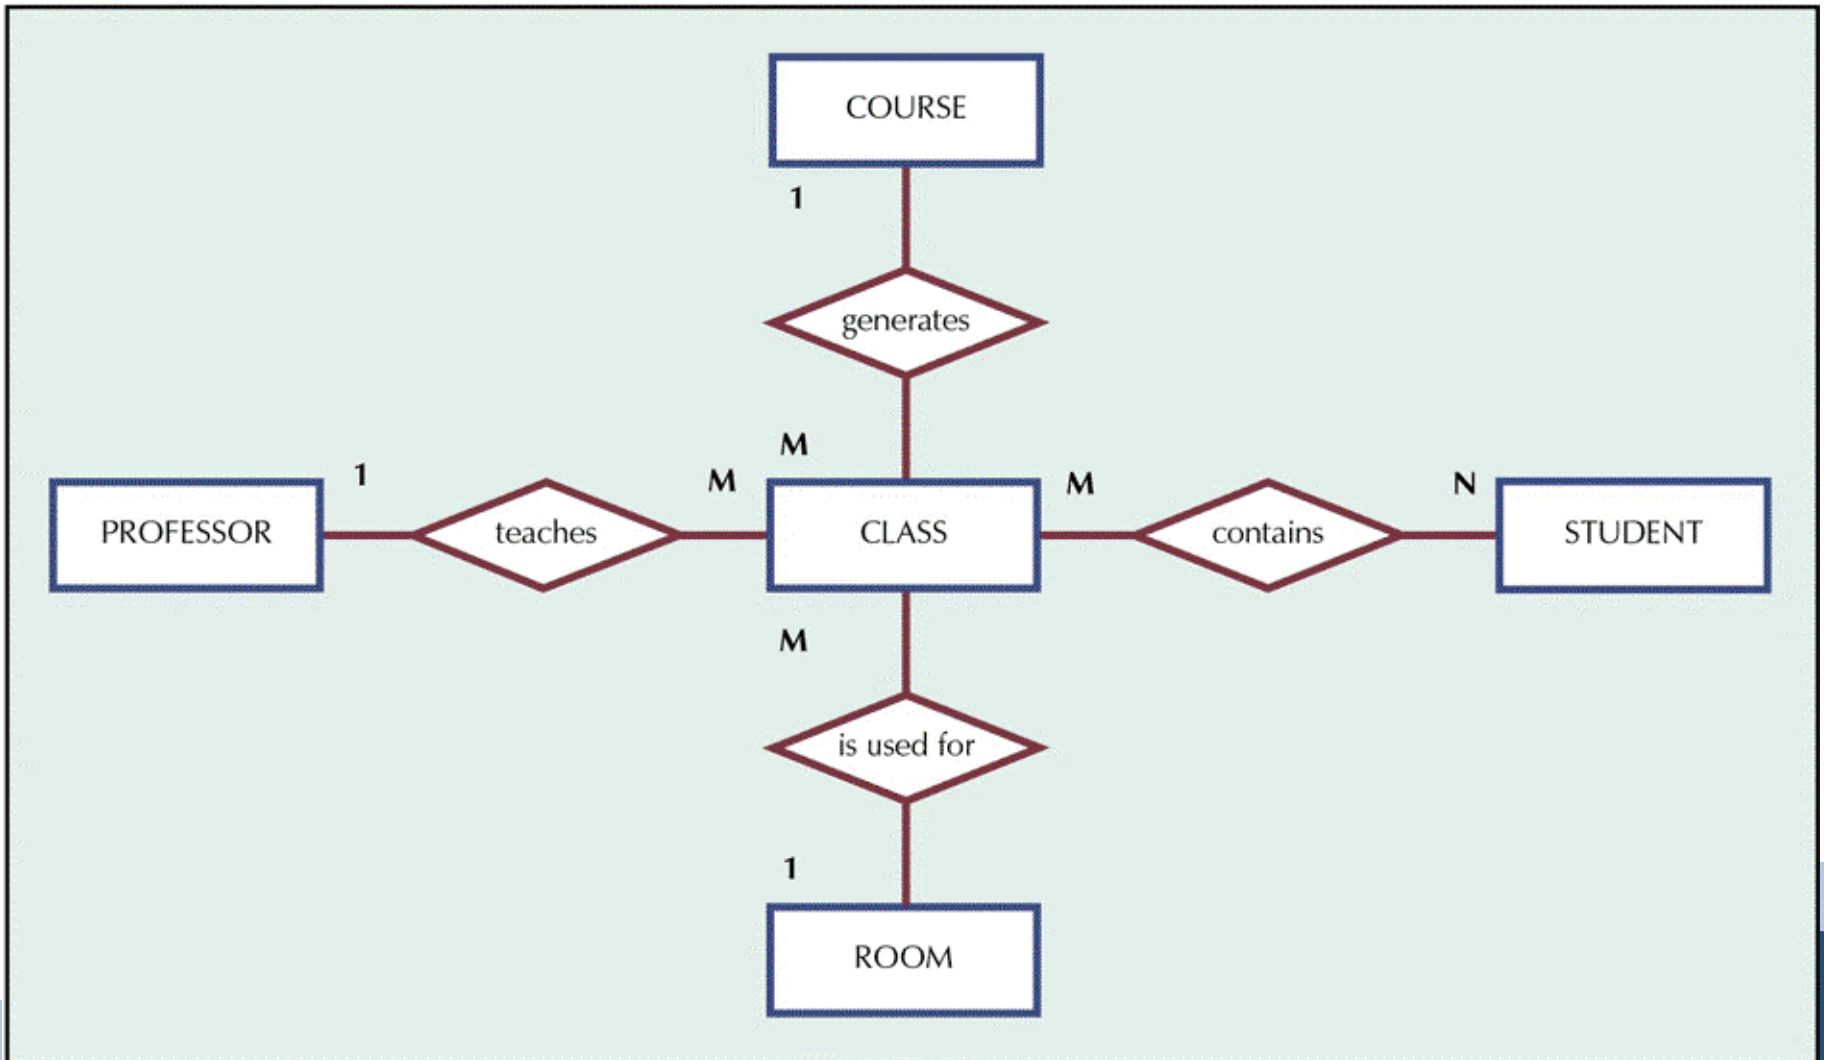 COURSE
1
generates
M
PROFESSOR
1
teaches
M
CLASS
M
contains
N
STUDENT
M
is used for
1
ROOM